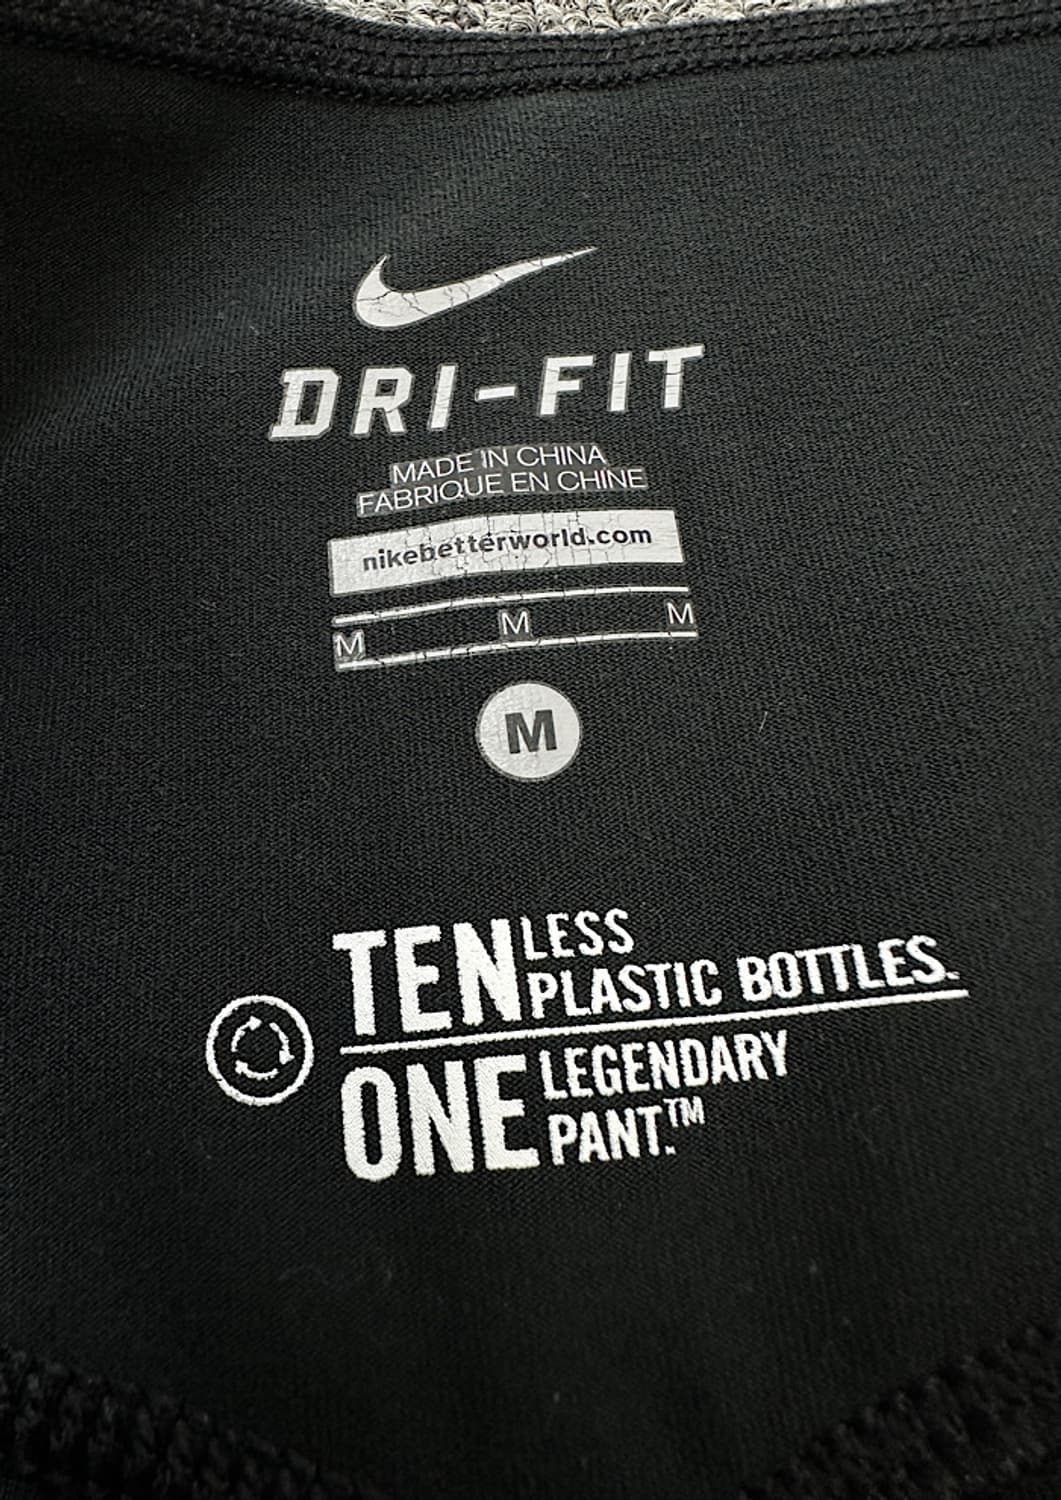 DRI-FIT
MADE IN CHINA
FABRIQUE EN CHINE
nikebetterworld.com
M M M
M
TEN LESS
PLASTIC BOTTLES.
ONE LEGENDARY
PANT.™